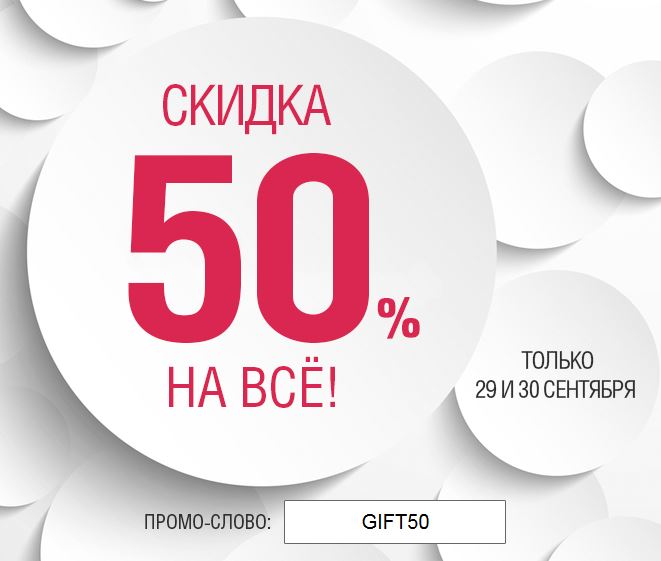 СКИДКА
50%
НА ВСЁ!
ТОЛЬКО
29 И 30 СЕНТЯБРЯ
ПРОМО-СЛОВО: GIFT50